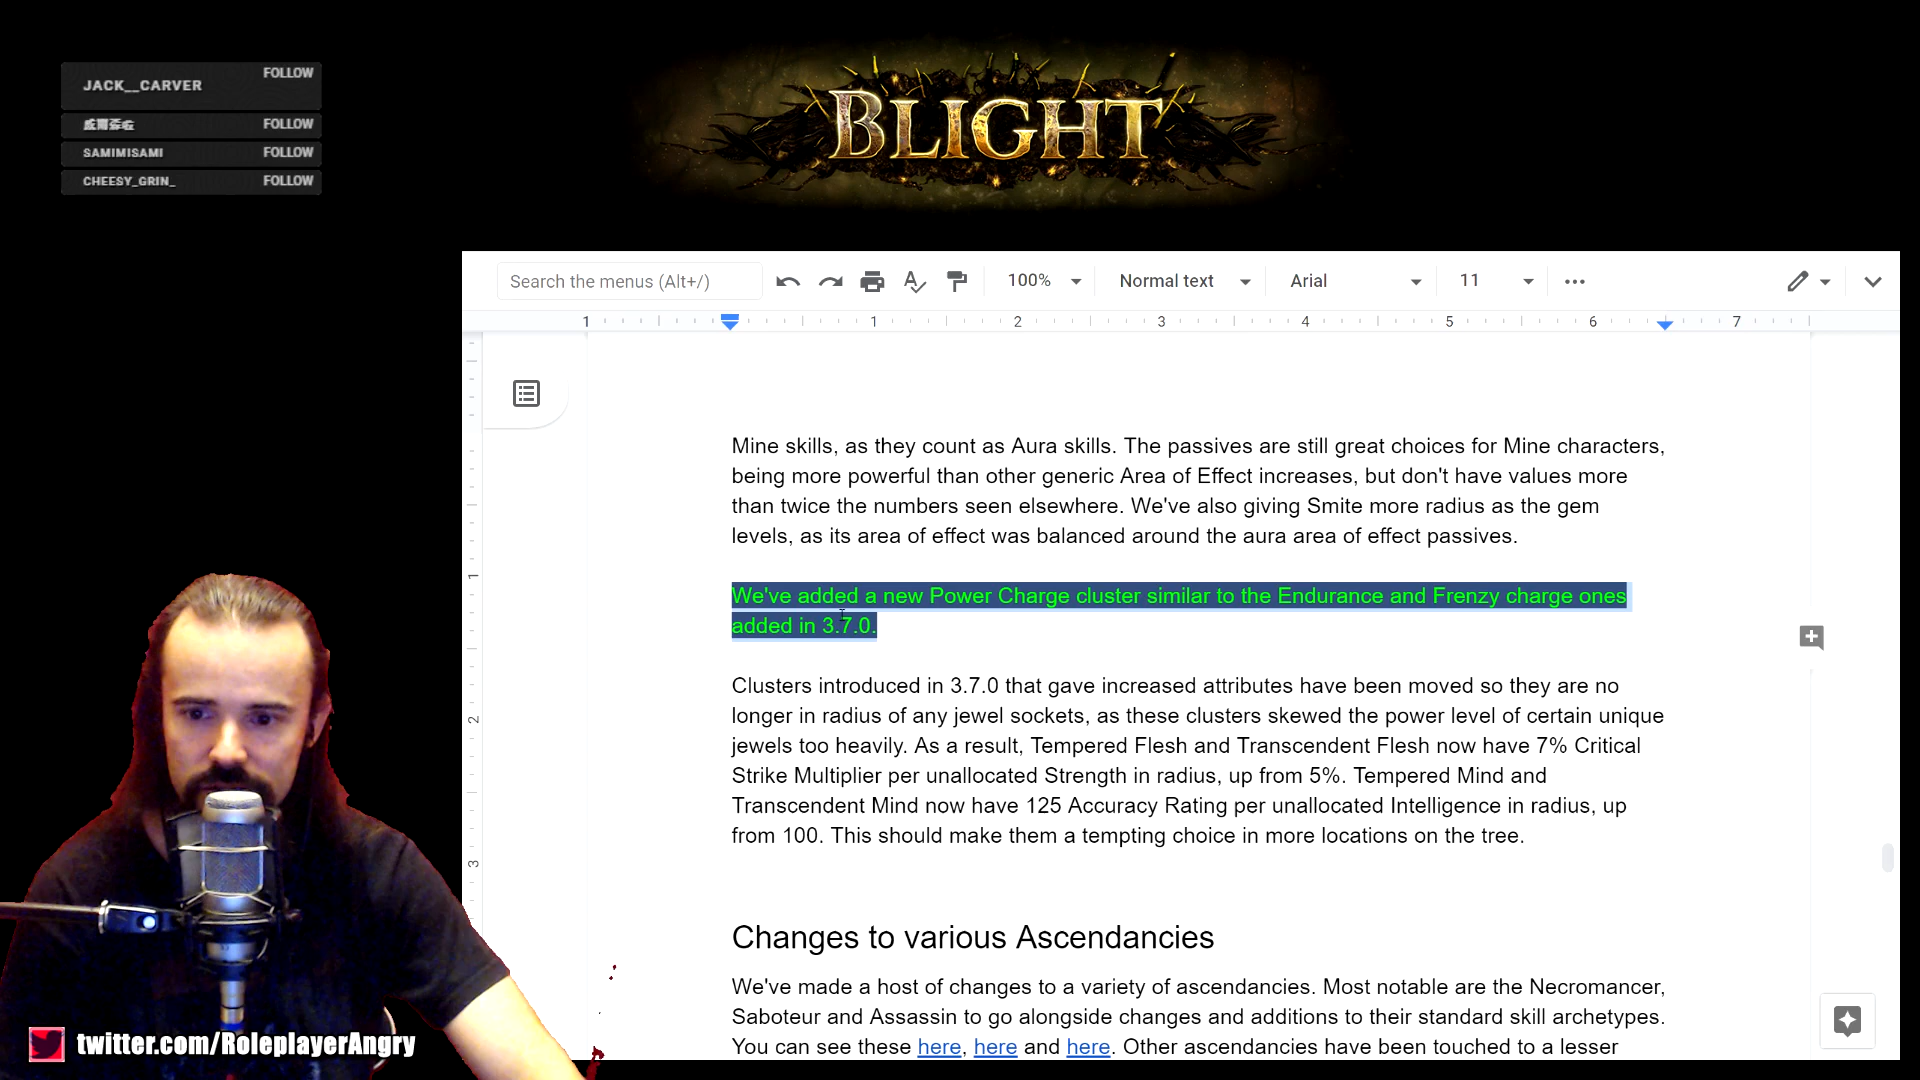 JACK__CARVER FOLLOW
FOLLOW
SAMIMISAMI FOLLOW
CHEESY_GRIN_ FOLLOW
BLIGHT
Search the menus (Alt+/)
100%
Normal text
Arial
11
1 1 2 3 4 5 6 7
Mine skills, as they count as Aura skills. The passives are still great choices for Mine characters,
being more powerful than other generic Area of Effect increases, but don't have values more
than twice the numbers seen elsewhere. We've also giving Smite more radius as the gem
levels, as its area of effect was balanced around the aura area of effect passives.
We've added a new Power Charge cluster similar to the Endurance and Frenzy charge ones
added in 3.7.0.
Clusters introduced in 3.7.0 that gave increased attributes have been moved so they are no
longer in radius of any jewel sockets, as these clusters skewed the power level of certain unique
jewels too heavily. As a result, Tempered Flesh and Transcendent Flesh now have 7% Critical
Strike Multiplier per unallocated Strength in radius, up from 5%. Tempered Mind and
Transcendent Mind now have 125 Accuracy Rating per unallocated Intelligence in radius, up
from 100. This should make them a tempting choice in more locations on the tree.
Changes to various Ascendancies
We've made a host of changes to a variety of ascendancies. Most notable are the Necromancer,
Saboteur and Assassin to go alongside changes and additions to their standard skill archetypes.
You can see these here, here and here. Other ascendancies have been touched to a lesser
1
2
3
twitter.com/RoleplayerAngry